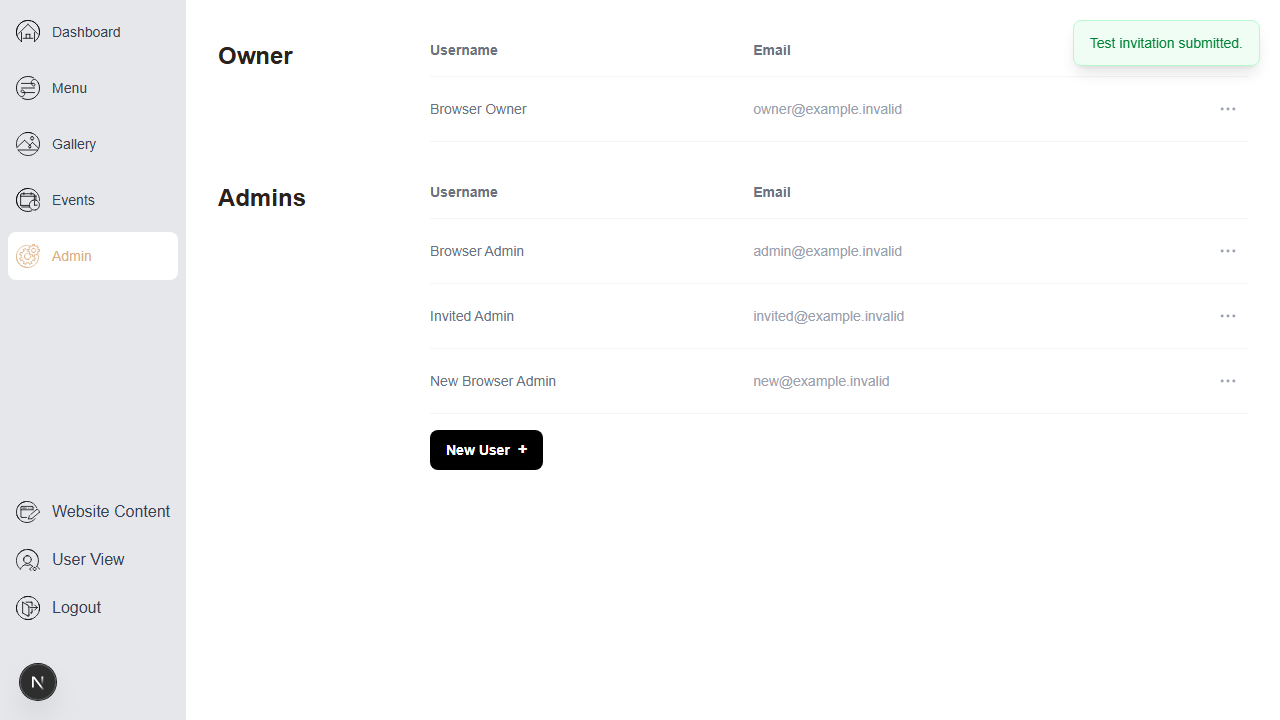 Dashboard
Menu
Gallery
Events
Admin
Website Content
User View
Logout
N
Owner
Username Email
Browser Owner owner@example.invalid
Admins
Username Email
Browser Admin admin@example.invalid
Invited Admin invited@example.invalid
New Browser Admin new@example.invalid
New User +
Test invitation submitted.